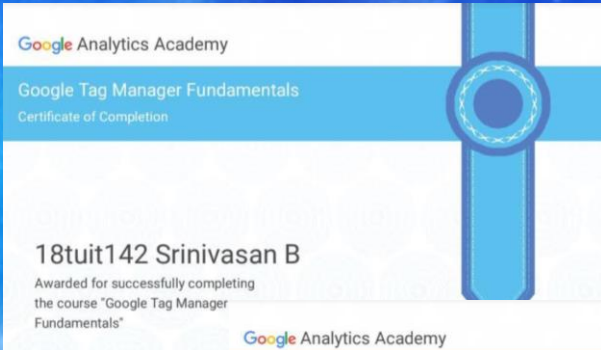 Google Analytics Academy
Google Tag Manager Fundamentals
Certificate of Completion
18tuit142 Srinivasan B
Awarded for successfully completing
the course "Google Tag Manager
Fundamentals"
Google Analytics Academy